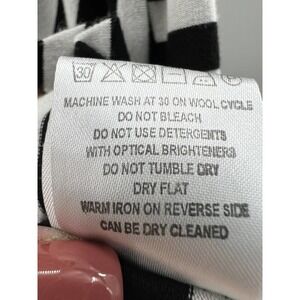 30
MACHINE WASH AT 30 ON WOOL CYCLE
DO NOT BLEACH
DO NOT USE DETERGENTS
WITH OPTICAL BRIGHTENERS
DO NOT TUMBLE DRY
DRY FLAT
WARM IRON ON REVERSE SIDE
CAN BE DRY CLEANED